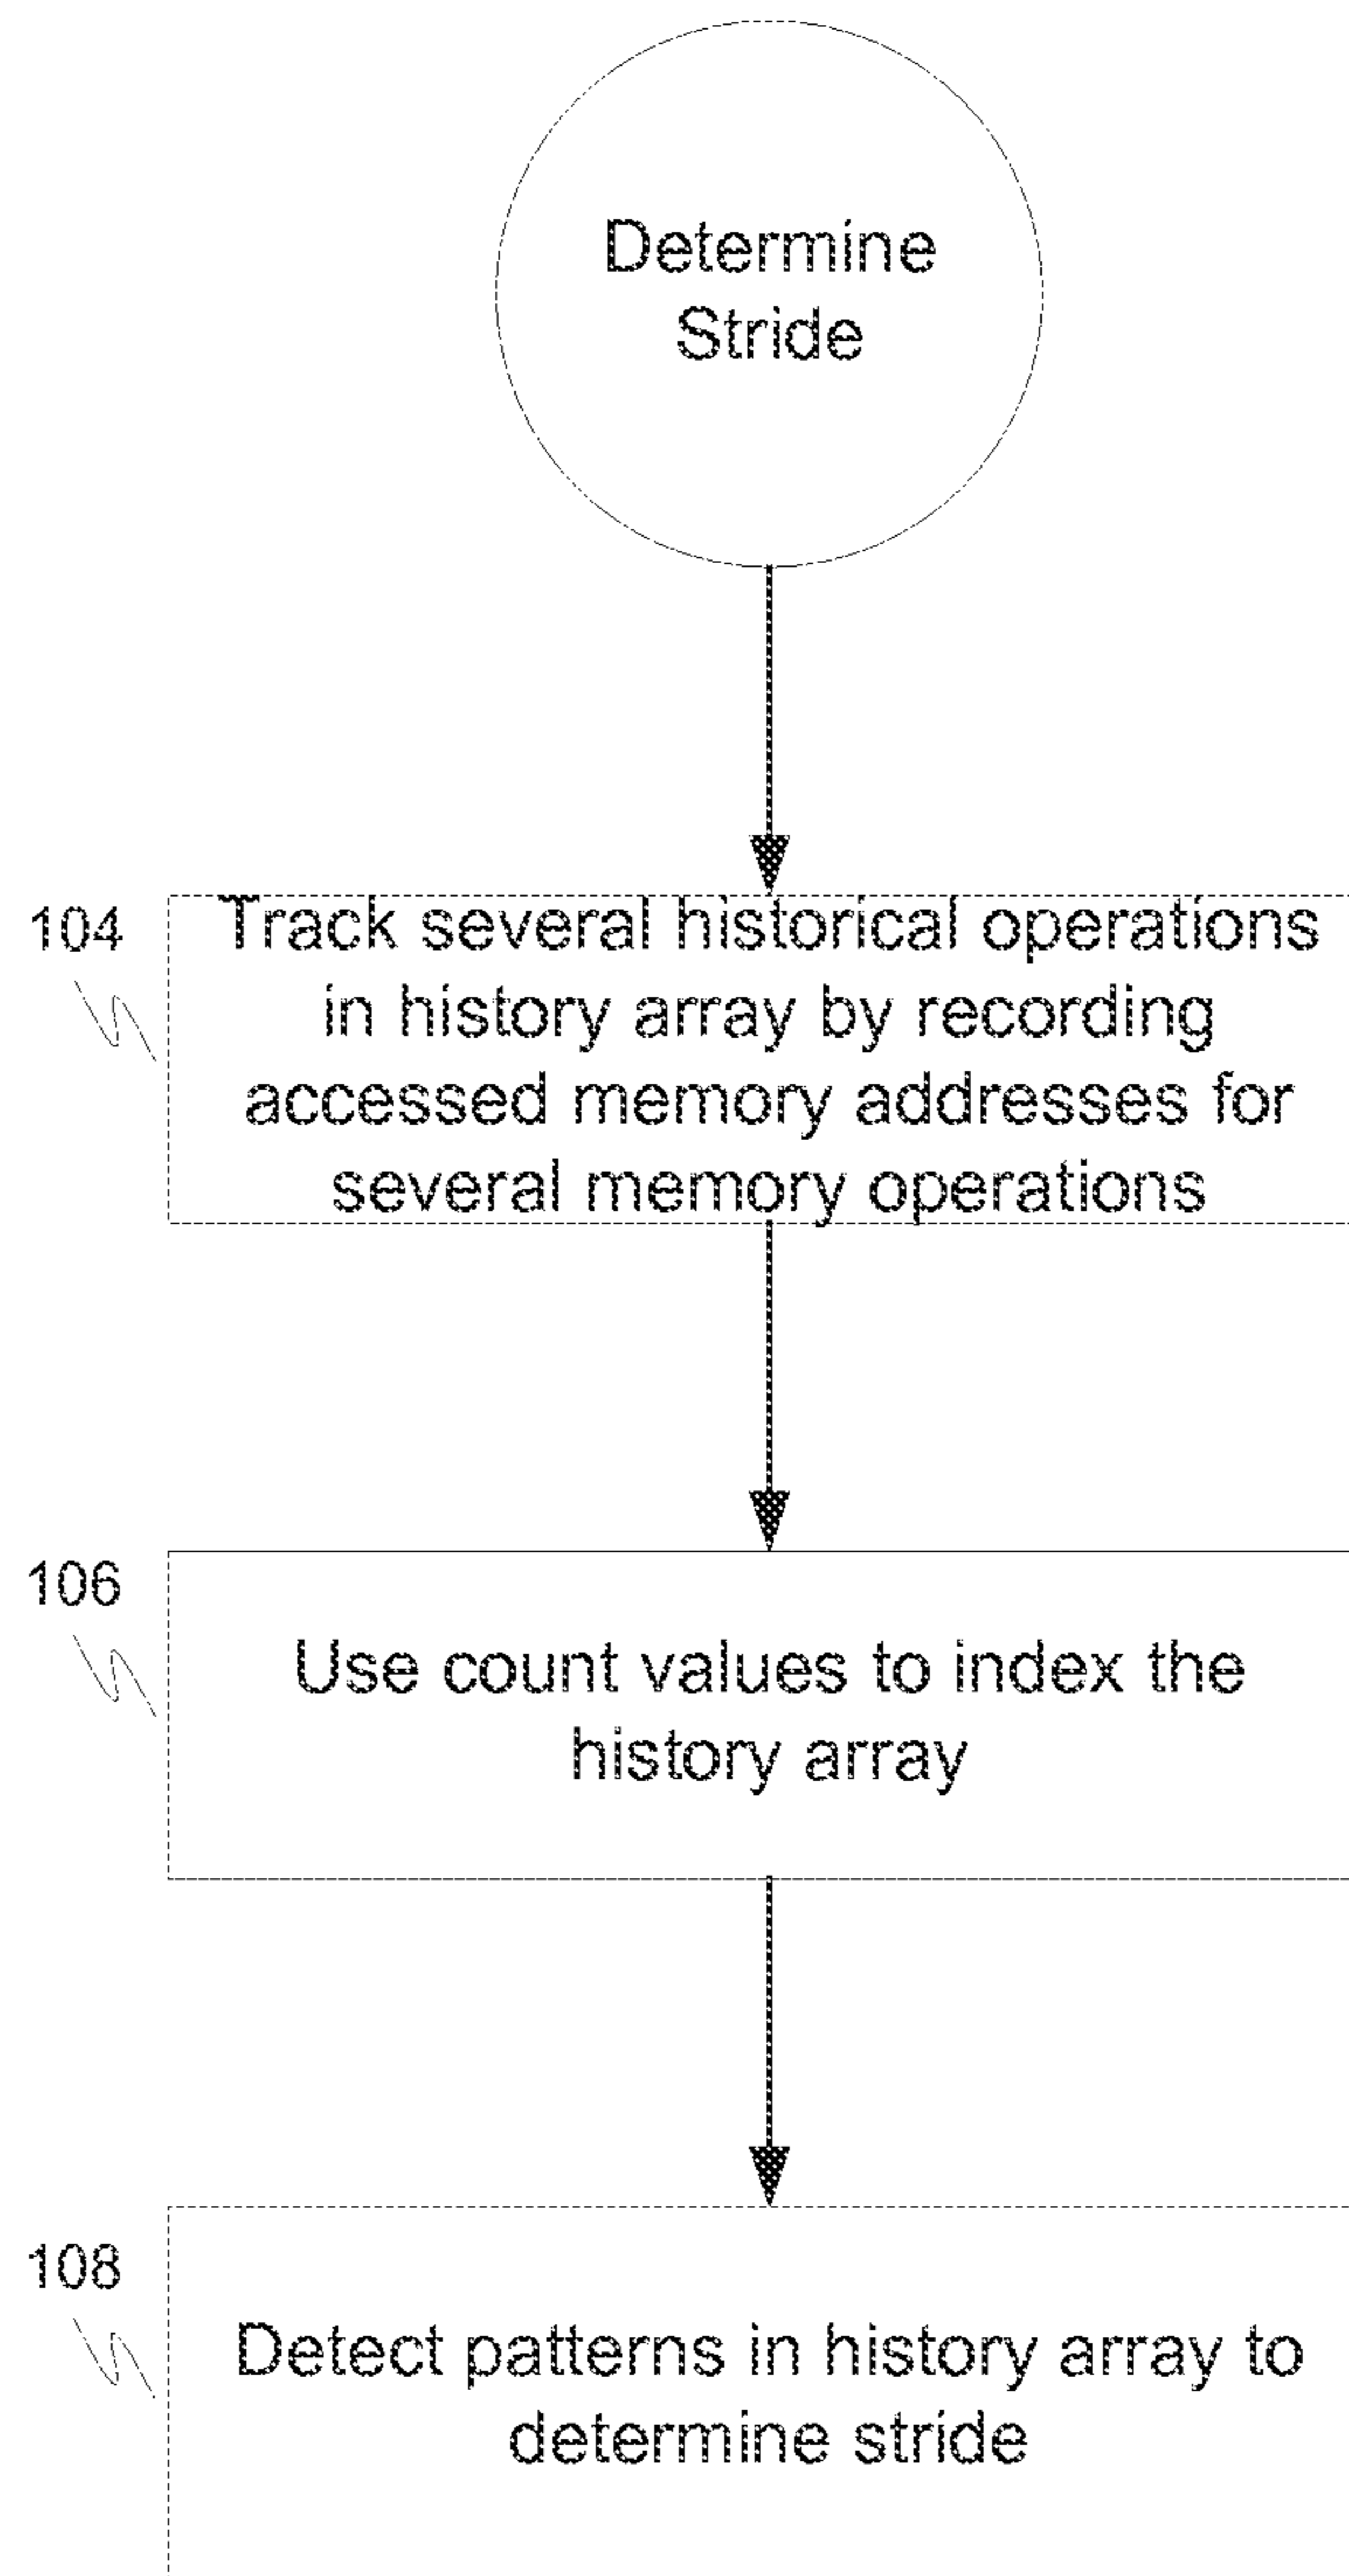 Determine
Stride
104
Track several historical operations
in history array by recording
accessed memory addresses for
several memory operations
106
Use count values to index the
history array
108
Detect patterns in history array to
determine stride